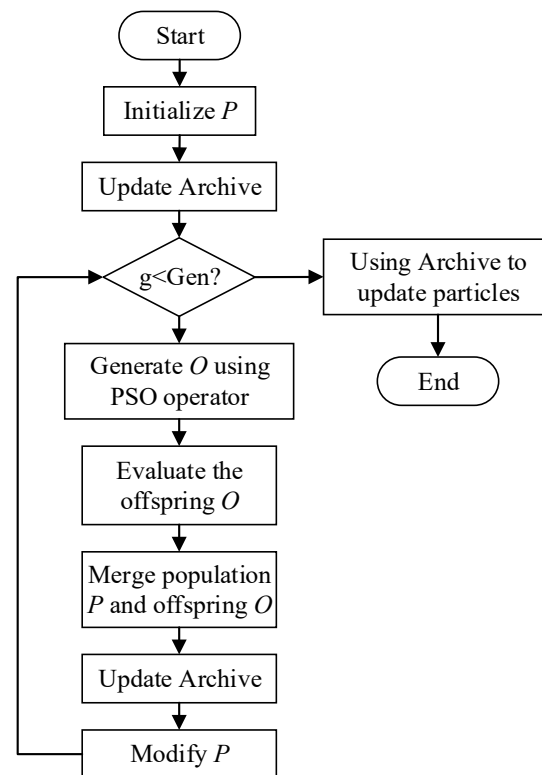 Start
Initialize P
Update Archive
g<Gen?
Using Archive to
update particles
End
Generate O using
PSO operator
Evaluate the
offspring O
Merge population
P and offspring O
Update Archive
Modify P